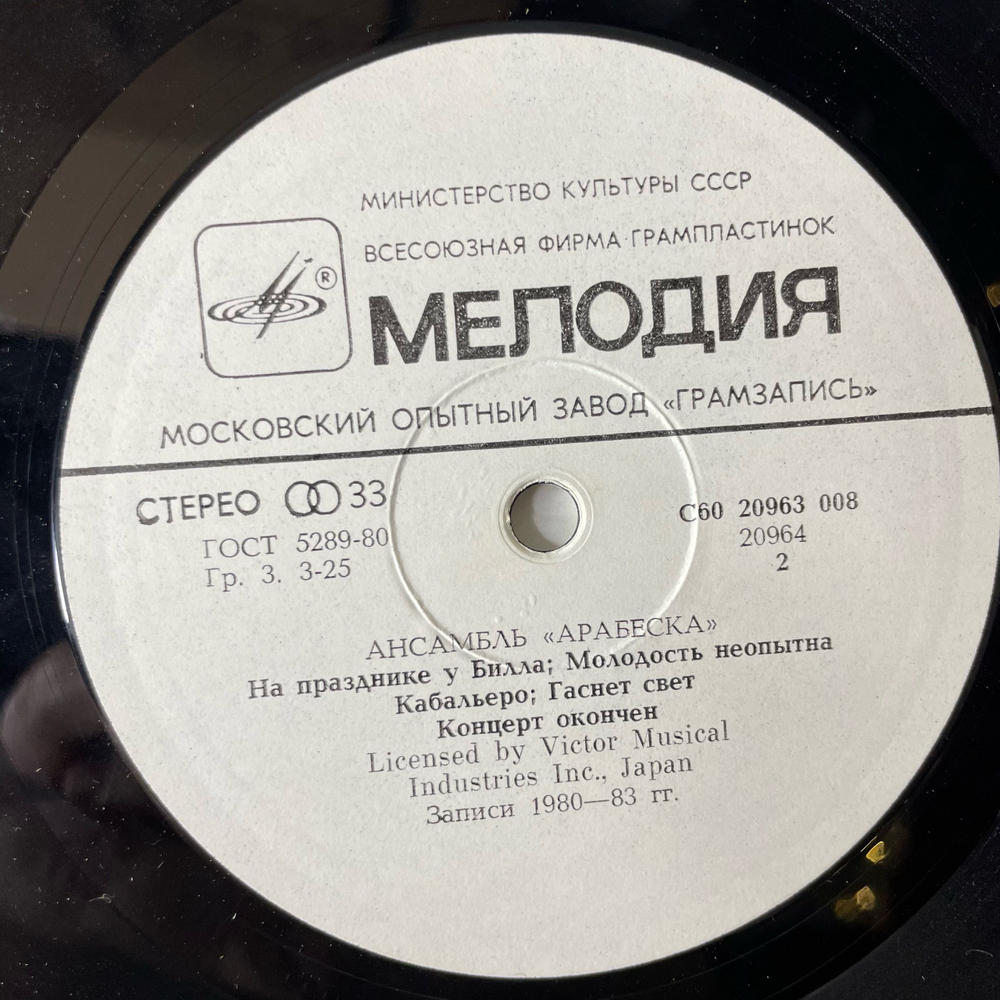 МИНИСТЕРСТВО КУЛЬТУРЫ СССР
ВСЕСОЮЗНАЯ ФИРМА ГРАМПЛАСТИНОК
®
МЕЛОДИЯ
МОСКОВСКИЙ ОПЫТНЫЙ ЗАВОД «ГРАМЗАПИСЬ»
СТЕРЕО 33
ГОСТ 5289-80
Гр. 3. 3-25
С60 20963 008
20964
2
АНСАМБЛЬ «АРАБЕСКА»
На празднике у Билла; Молодость неопытна
Кабальеро; Гаснет свет
Концерт окончен
Licensed by Victor Musical
Industries Inc., Japan
Записи 1980—83 гг.